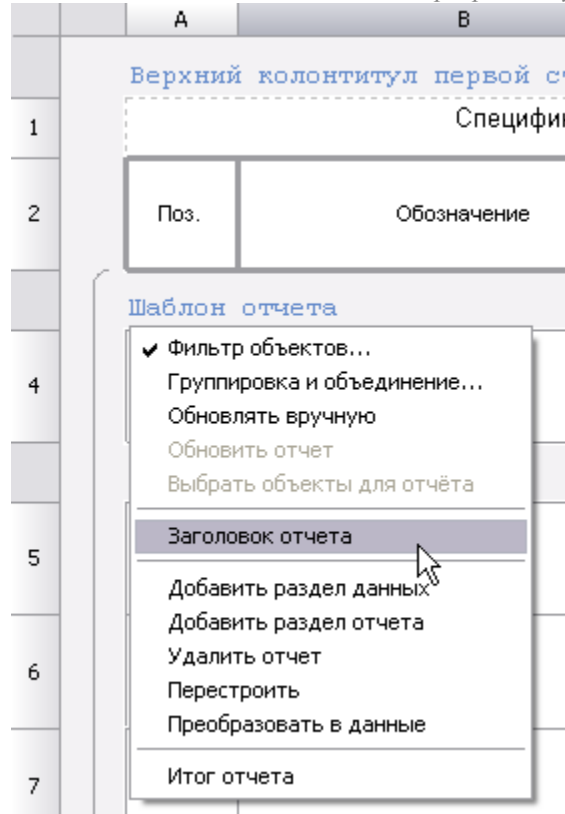 A B
Верхний колонтитул первой
1
2 Поз. Обозначение
Шаблон отчета
Фильтр объектов...
4 Группировка и объединение...
Обновлять вручную
Обновить отчет
Выбрать объекты для отчёта
Заголовок отчета
5
Добавить раздел данных
Добавить раздел отчета
6 Удалить отчет
Перестроить
Преобразовать в данные
7 Итог отчета